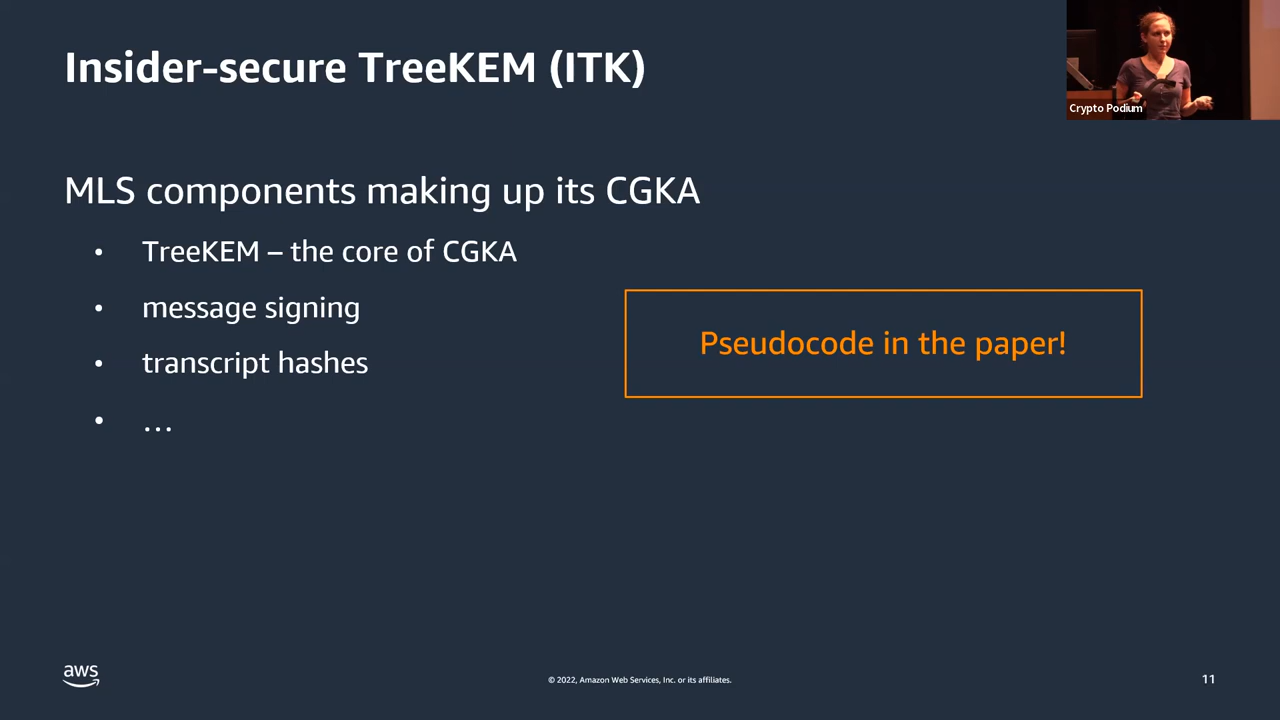 Insider-secure TreeKEM (ITK)
Crypto Podium
MLS components making up its CGKA
• TreeKEM – the core of CGKA
• message signing
• transcript hashes
• ...
Pseudocode in the paper!
aws
© 2022, Amazon Web Services, Inc. or its affiliates.
11